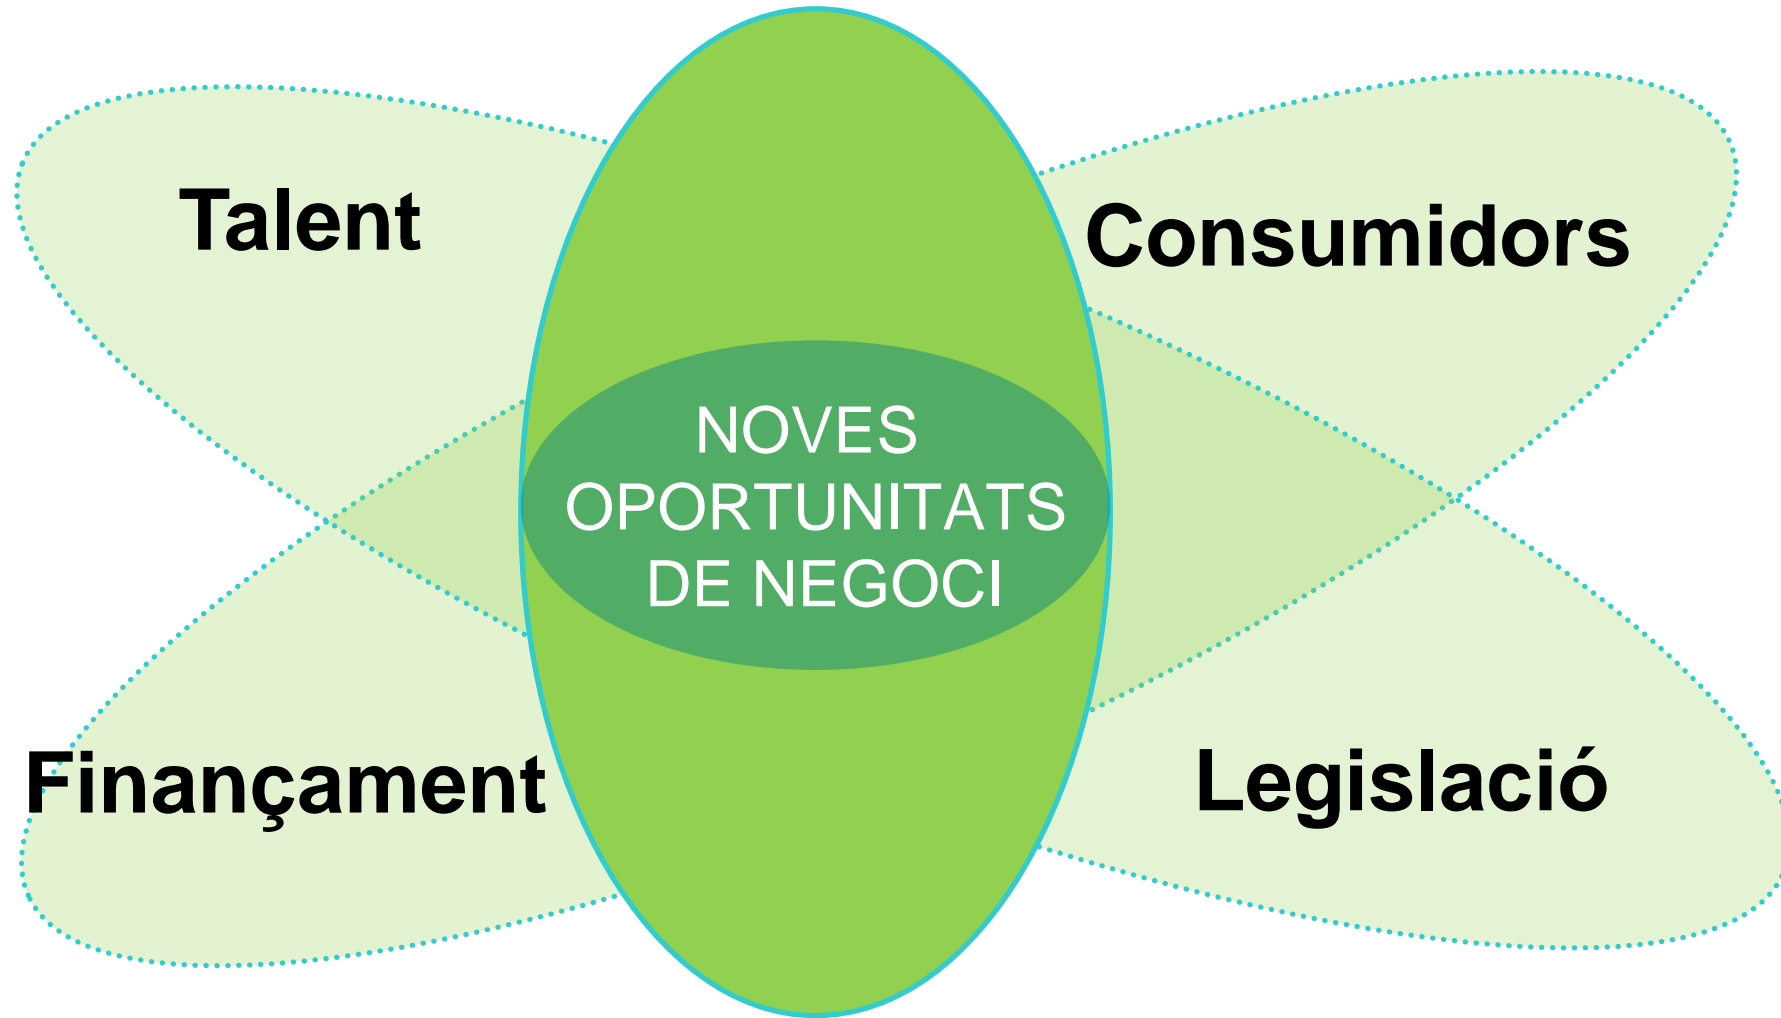 Talent
Consumidors
NOVES
OPORTUNITATS
DE NEGOCI
Finançament
Legislació